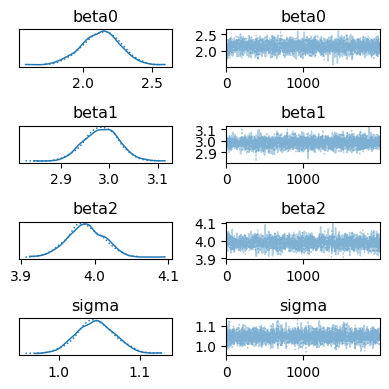 beta0 beta0
2.5
2.0
2.0 2.5 0 1000
beta1 beta1
3.1
3.0
2.9
2.9 3.0 3.1 0 1000
beta2 beta2
4.1
4.0
3.9
3.9 4.0 4.1 0 1000
sigma sigma
1.1
1.0
1.0 1.1 0 1000